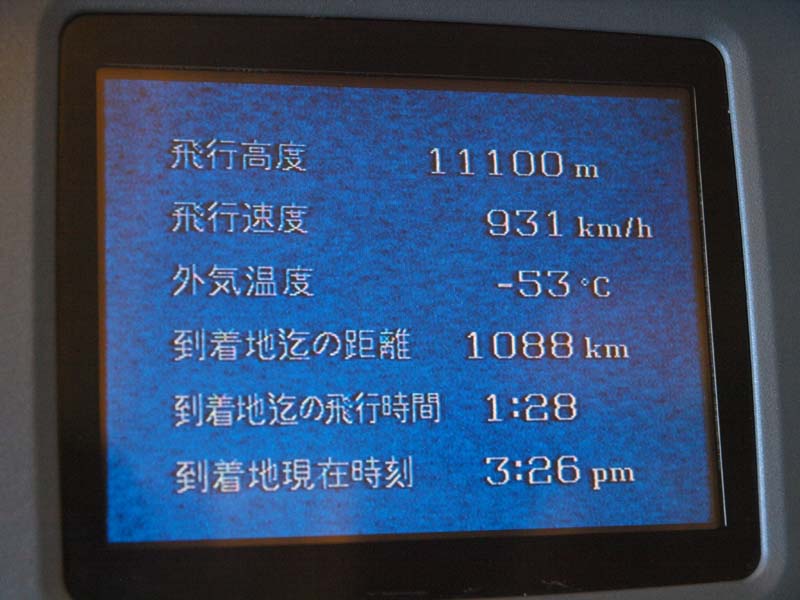 飛行高度 11100 m
飛行速度 931 km/h
外気温度 -53 °C
到着地迄の距離 1088 km
到着地迄の飛行時間 1:28
到着地現在時刻 3:26 pm